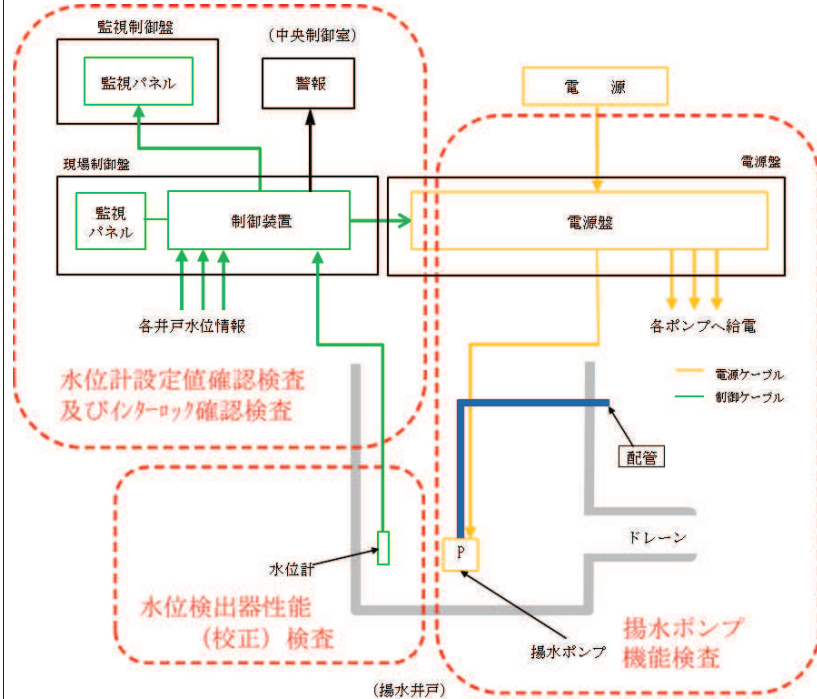 監視制御盤
監視パネル
(中央制御室)
警報
電 源
現場制御盤
監視
パネル
制御装置
電源盤
電源盤
各井戸水位情報
各ポンプへ給電
水位計設定値確認検査
及びインターロック確認検査
電源ケーブル
制御ケーブル
配管
ドレーン
P
水位計
水位検出器性能
(校正)検査
揚水ポンプ
揚水ポンプ
機能検査
(揚水井戸)